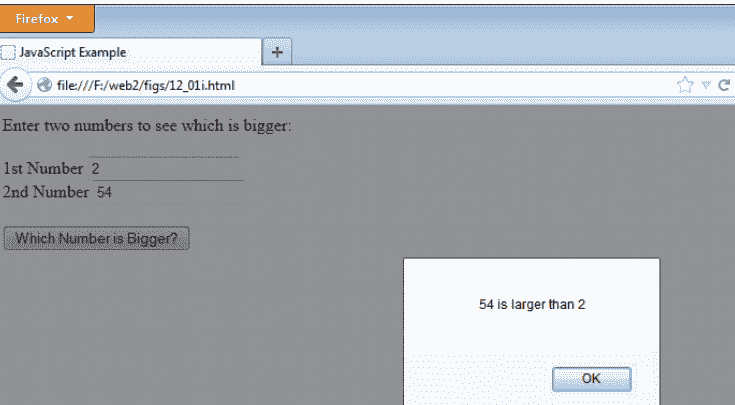 Firefox
JavaScript Example
file:///F:/web2/figs/12_01i.html
Enter two numbers to see which is bigger:
1st Number 2
2nd Number 54
Which Number is Bigger?
54 is larger than 2
OK